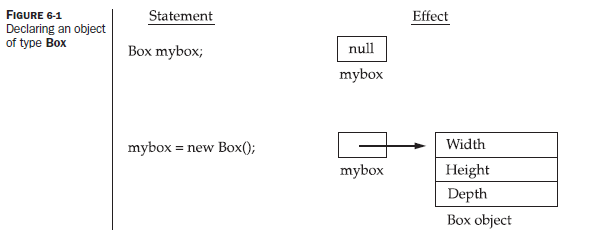 FIGURE 6-1
Declaring an object
of type Box
Statement
Effect
Box mybox;
null
mybox
mybox = new Box();
mybox
Width
Height
Depth
Box object